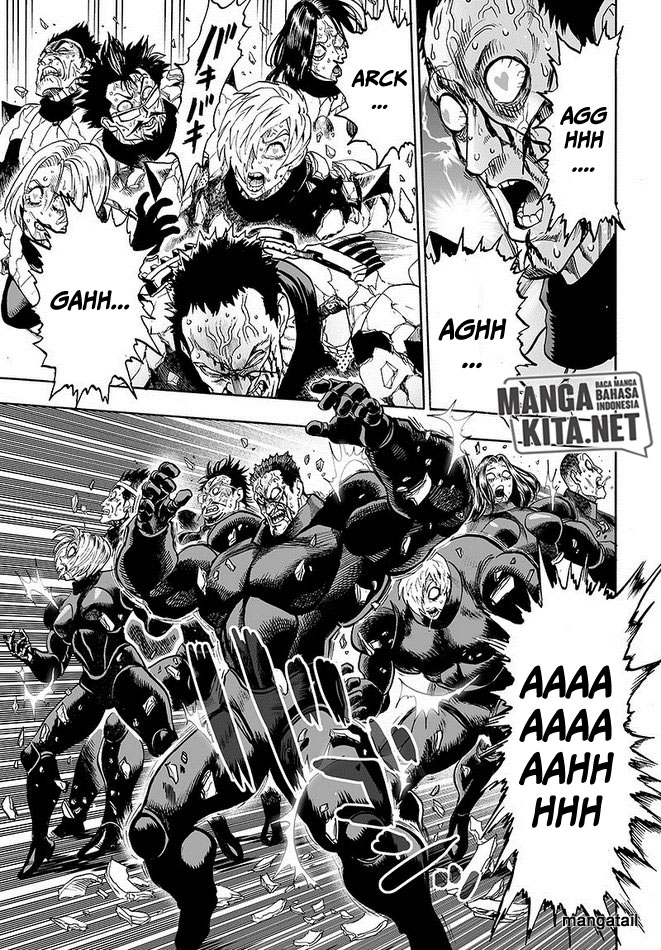 AGG
HHH
....
ARCK
...
バキバキ
GAHH...
AGHH
...
MANGA
KITA.NET
BACA MANGA
BAHASA
INDONESIA
AAAA
AAAA
AAHH
HHH
mangatail